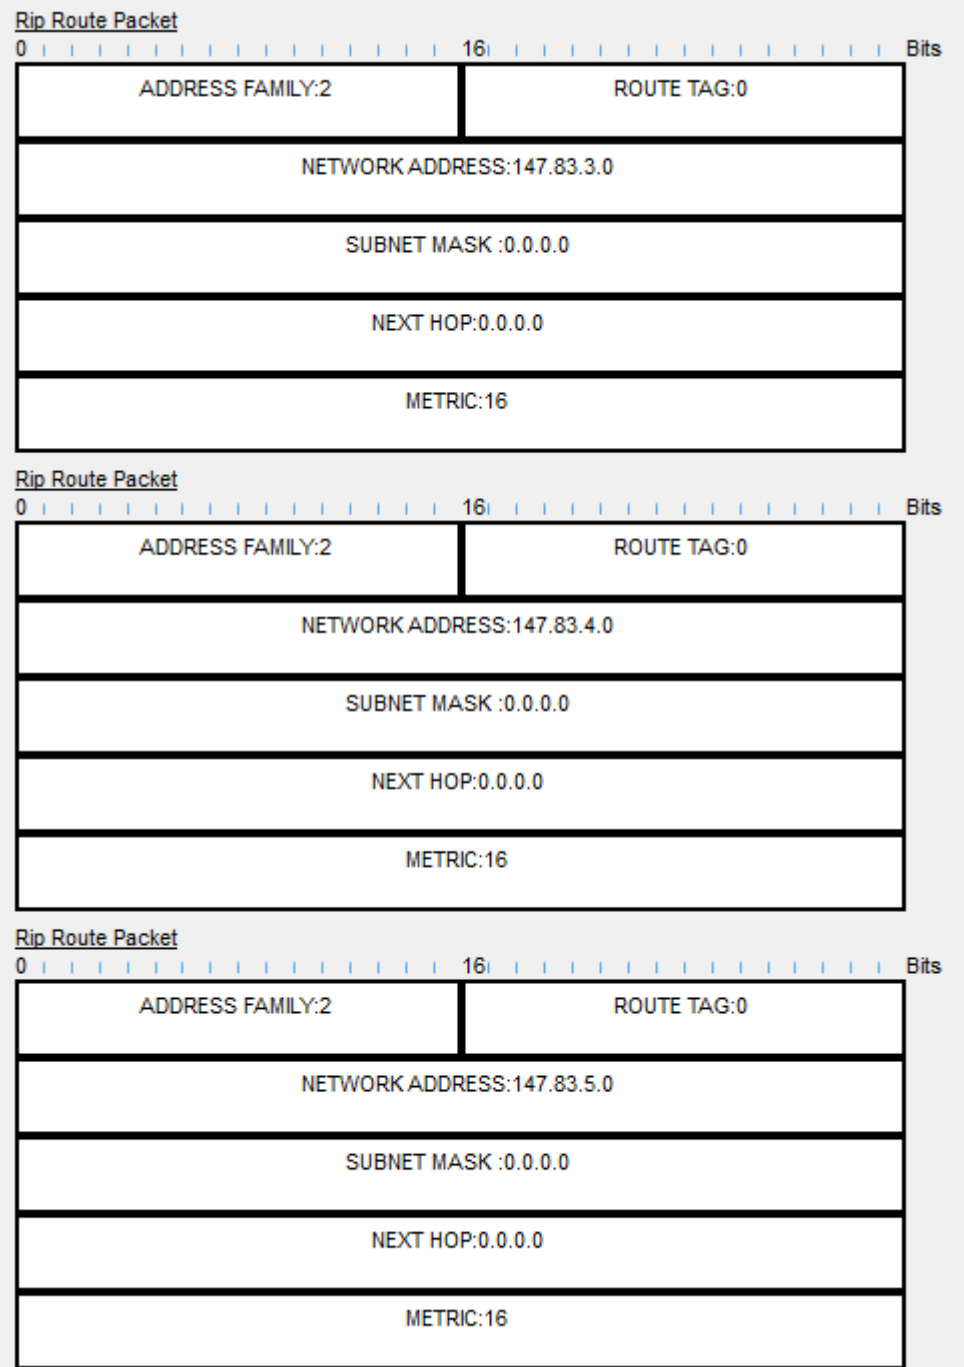 Rip Route Packet
0 16 Bits
ADDRESS FAMILY:2 ROUTE TAG:0
NETWORK ADDRESS:147.83.3.0
SUBNET MASK :0.0.0.0
NEXT HOP:0.0.0.0
METRIC:16
Rip Route Packet
0 16 Bits
ADDRESS FAMILY:2 ROUTE TAG:0
NETWORK ADDRESS:147.83.4.0
SUBNET MASK :0.0.0.0
NEXT HOP:0.0.0.0
METRIC:16
Rip Route Packet
0 16 Bits
ADDRESS FAMILY:2 ROUTE TAG:0
NETWORK ADDRESS:147.83.5.0
SUBNET MASK :0.0.0.0
NEXT HOP:0.0.0.0
METRIC:16